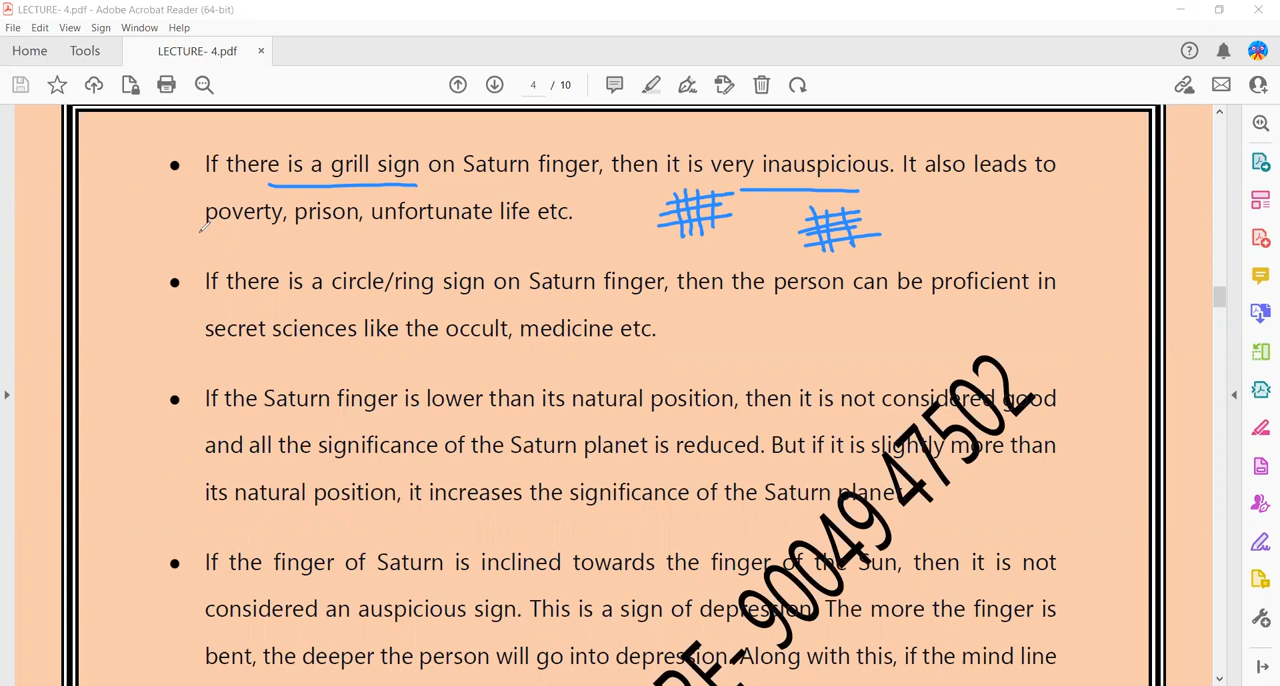 LECTURE- 4.pdf - Adobe Acrobat Reader (64-bit)
File Edit View Sign Window Help
Home Tools LECTURE- 4.pdf ×
4 / 10
• If there is a grill sign on Saturn finger, then it is very inauspicious. It also leads to
poverty, prison, unfortunate life etc.
• If there is a circle/ring sign on Saturn finger, then the person can be proficient in
secret sciences like the occult, medicine etc.
• If the Saturn finger is lower than its natural position, then it is not considered good
and all the significance of the Saturn planet is reduced. But if it is slightly more than
its natural position, it increases the significance of the Saturn planet.
• If the finger of Saturn is inclined towards the finger of the Sun, then it is not
considered an auspicious sign. This is a sign of depression. The more the finger is
bent, the deeper the person will go into depression. Along with this, if the mind line
RE- 90049 47502